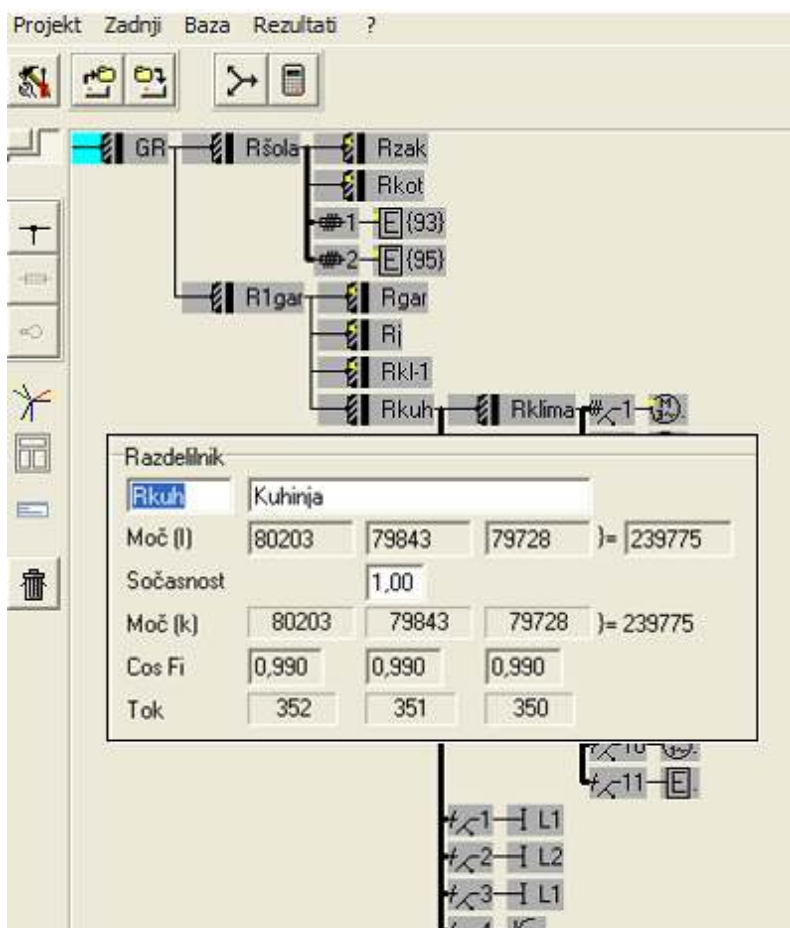 Projekt Zadnji Baza Rezultati ?
GR Ršola Rzak
Rkot
1 E {93}
2 E {95}
R1gar Rgar
Rj
Rkl-1
Rkuh Rklima 1 M 3~
Razdelilnik
Rkuh Kuhinja
Moč (I) 80203 79843 79728 }= 239775
Sočasnost 1,00
Moč (k) 80203 79843 79728 }= 239775
Cos Fi 0,990 0,990 0,990
Tok 352 351 350
11 E.
1 L1
2 L2
3 L1